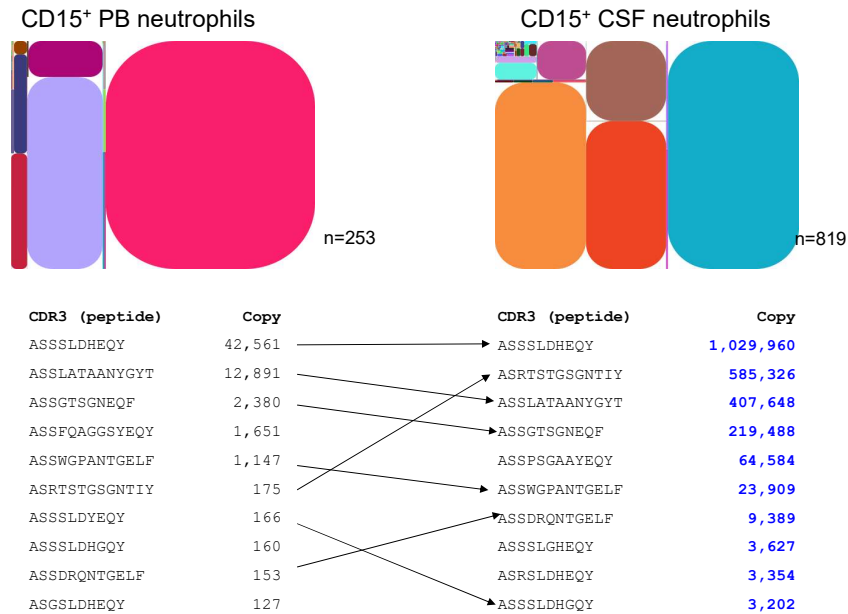 CD15⁺ PB neutrophils
n=253
CDR3 (peptide) Copy
ASSSLDHEQY 42,561
ASSLATAANYGYT 12,891
ASSGTSGNEQF 2,380
ASSFQAGGSYEQY 1,651
ASSWGPANTGELF 1,147
ASRTSTGSGNTIY 175
ASSSLDYEQY 166
ASSSLDHGQY 160
ASSDRQNTGELF 153
ASGSLDHEQY 127
CD15⁺ CSF neutrophils
n=819
CDR3 (peptide) Copy
ASSSLDHEQY 1,029,960
ASRTSTGSGNTIY 585,326
ASSLATAANYGYT 407,648
ASSGTSGNEQF 219,488
ASSPSGAAYEQY 64,584
ASSWGPANTGELF 23,909
ASSDRQNTGELF 9,389
ASSSLGHEQY 3,627
ASRSLDHEQY 3,354
ASSSLDHGQY 3,202